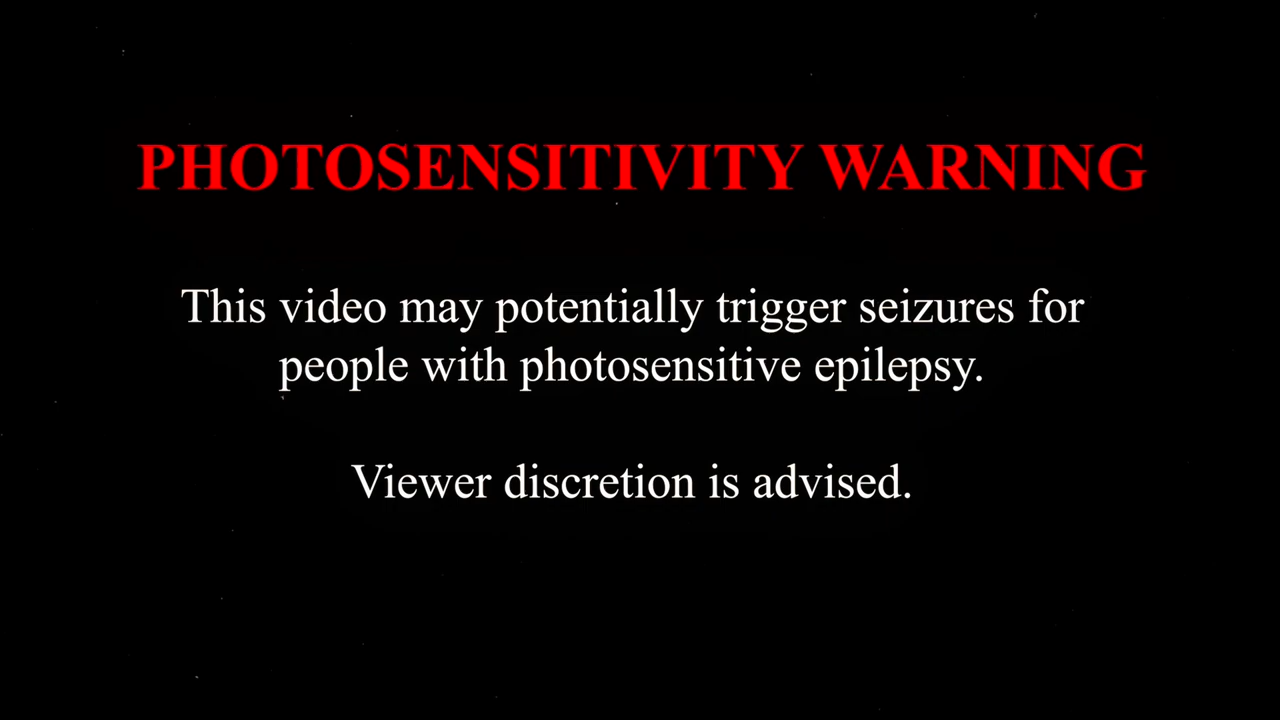 PHOTOSENSITIVITY WARNING
This video may potentially trigger seizures for
people with photosensitive epilepsy.
Viewer discretion is advised.